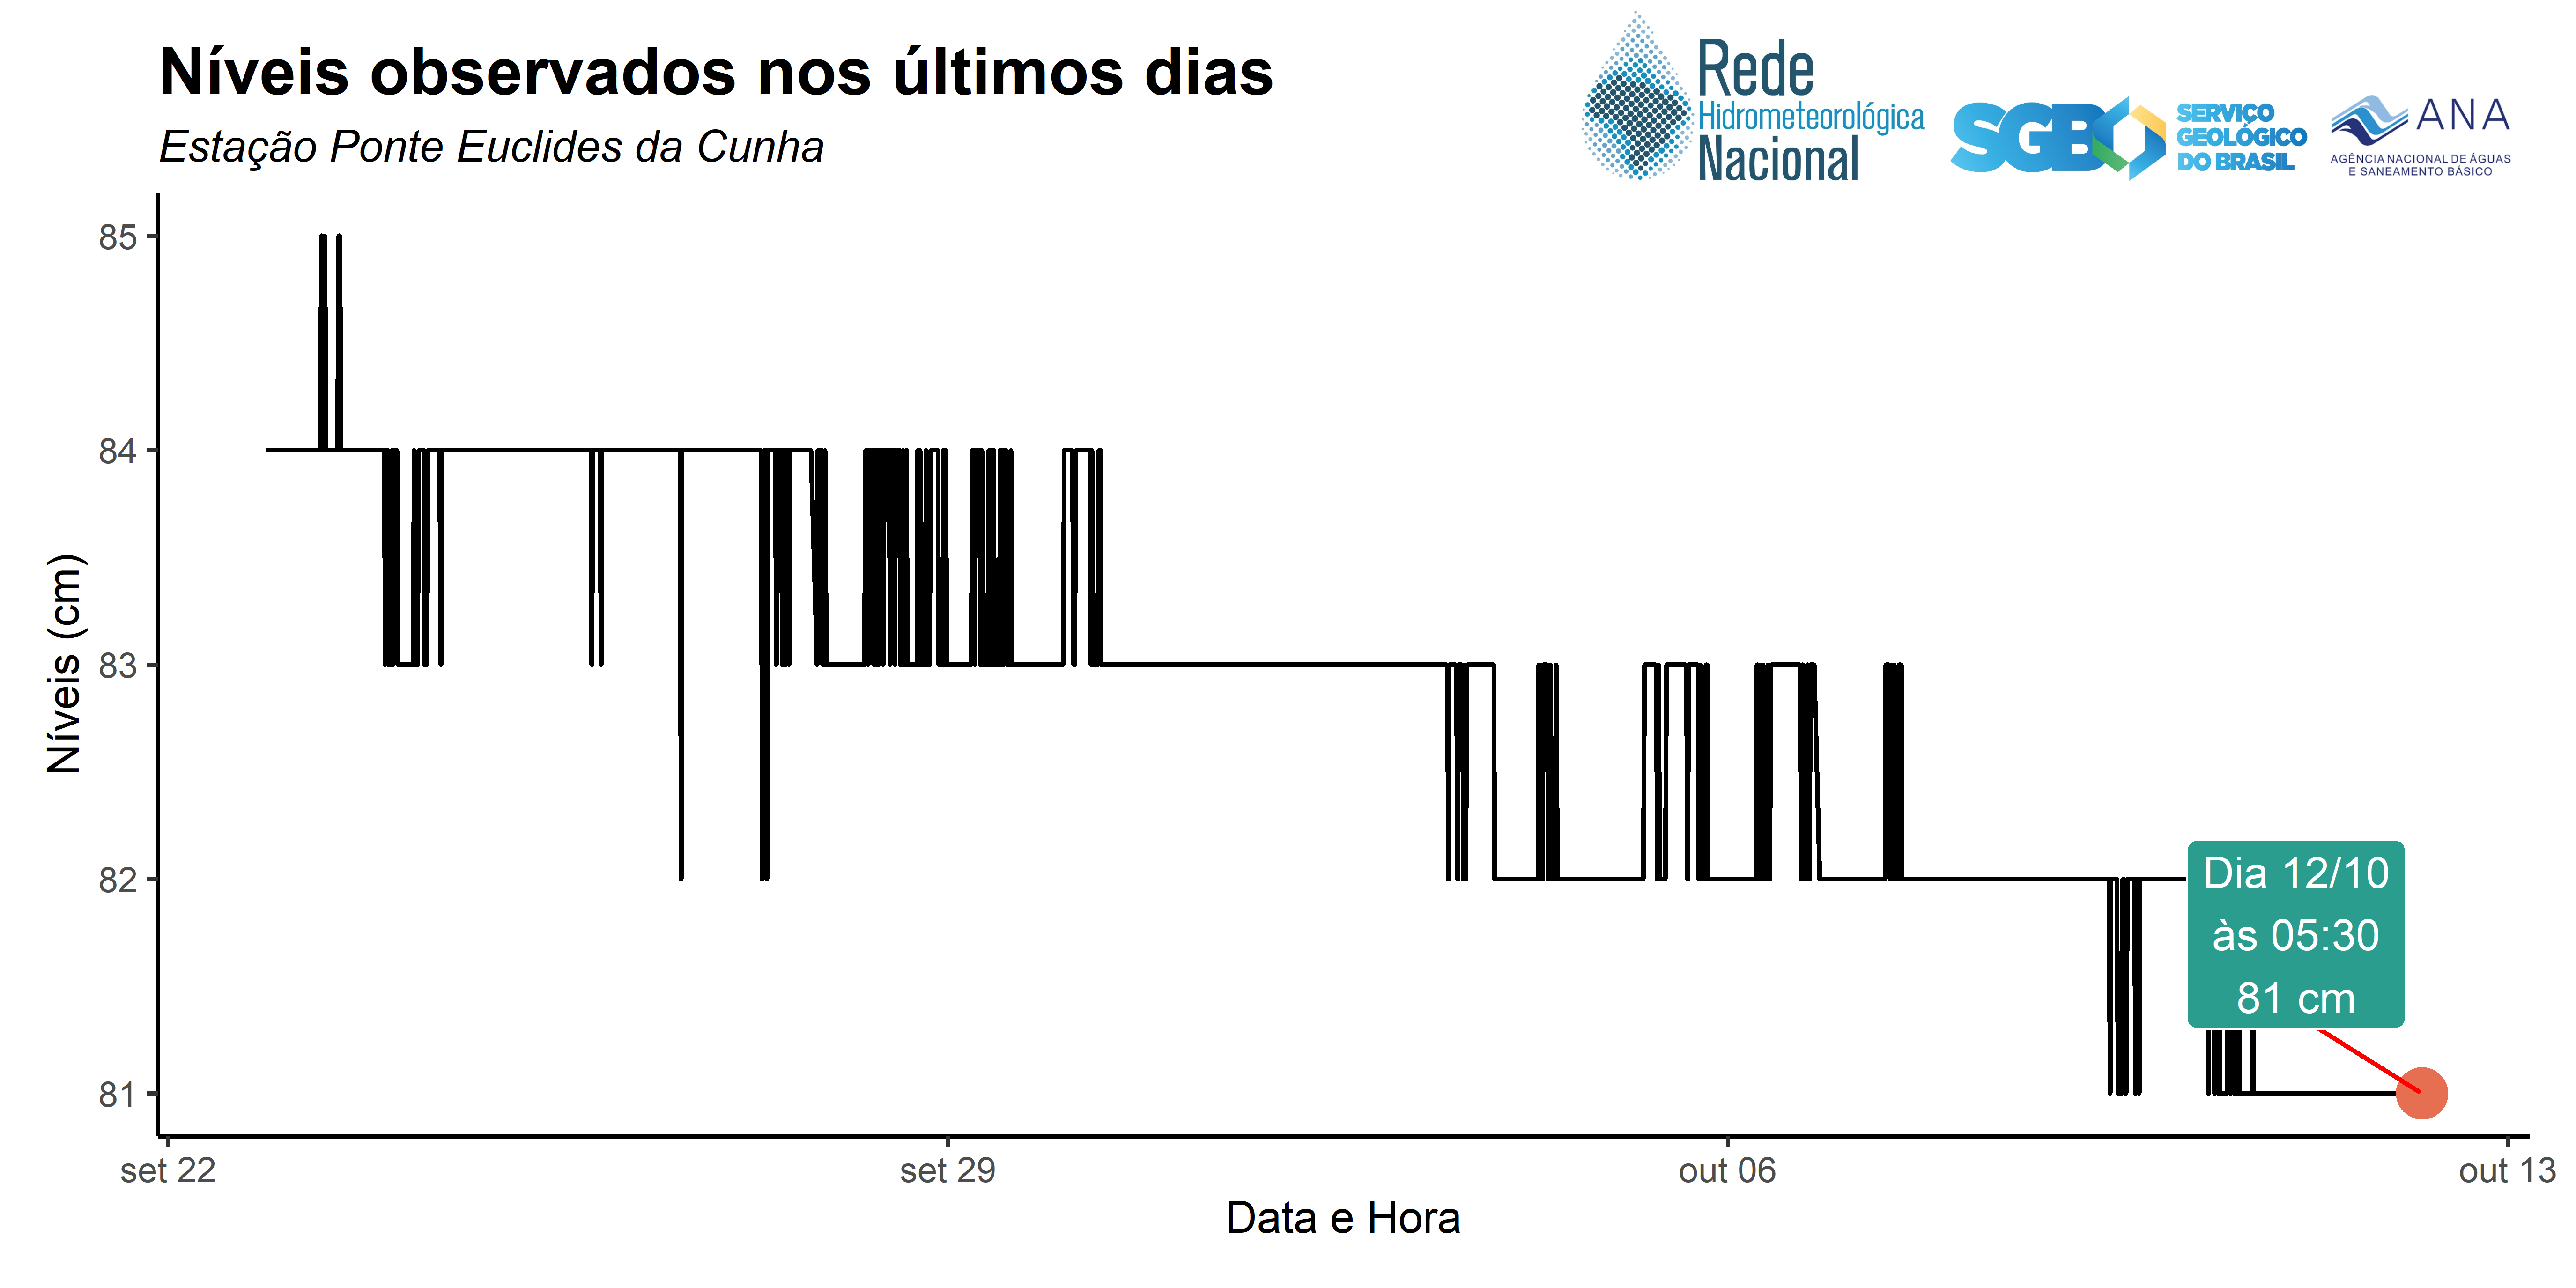 Níveis observados nos últimos dias
Estação Ponte Euclides da Cunha
Rede
Hidrometeorológica
Nacional
SGB
SERVIÇO
GEOLÓGICO
DO BRASIL
ANA
AGÊNCIA NACIONAL DE ÁGUAS
E SANEAMENTO BÁSICO
85
84
83
82
81
Níveis (cm)
Dia 12/10
às 05:30
81 cm
set 22
set 29
out 06
out 13
Data e Hora